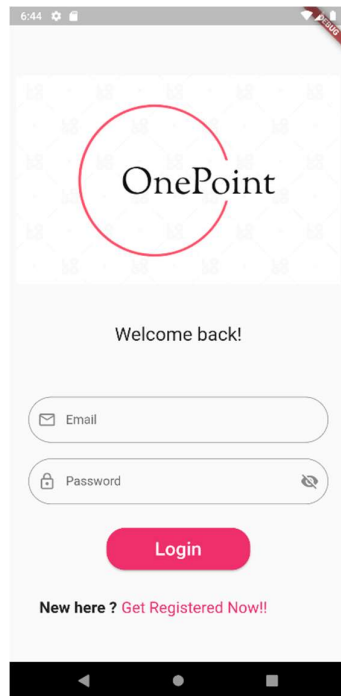 6:44
DEBUG
OnePoint
Welcome back!
Email
Password
Login
New here ? Get Registered Now!!